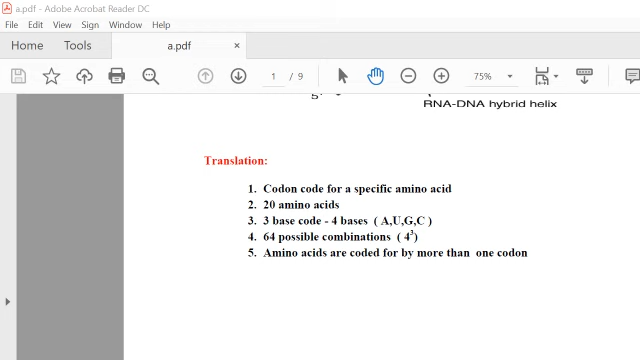 a.pdf - Adobe Acrobat Reader DC
File Edit View Sign Window Help
Home Tools a.pdf ×
1 / 9 75%
RNA-DNA hybrid helix
Translation:
1. Codon code for a specific amino acid
2. 20 amino acids
3. 3 base code - 4 bases ( A,U,G,C )
4. 64 possible combinations ( 4³)
5. Amino acids are coded for by more than one codon